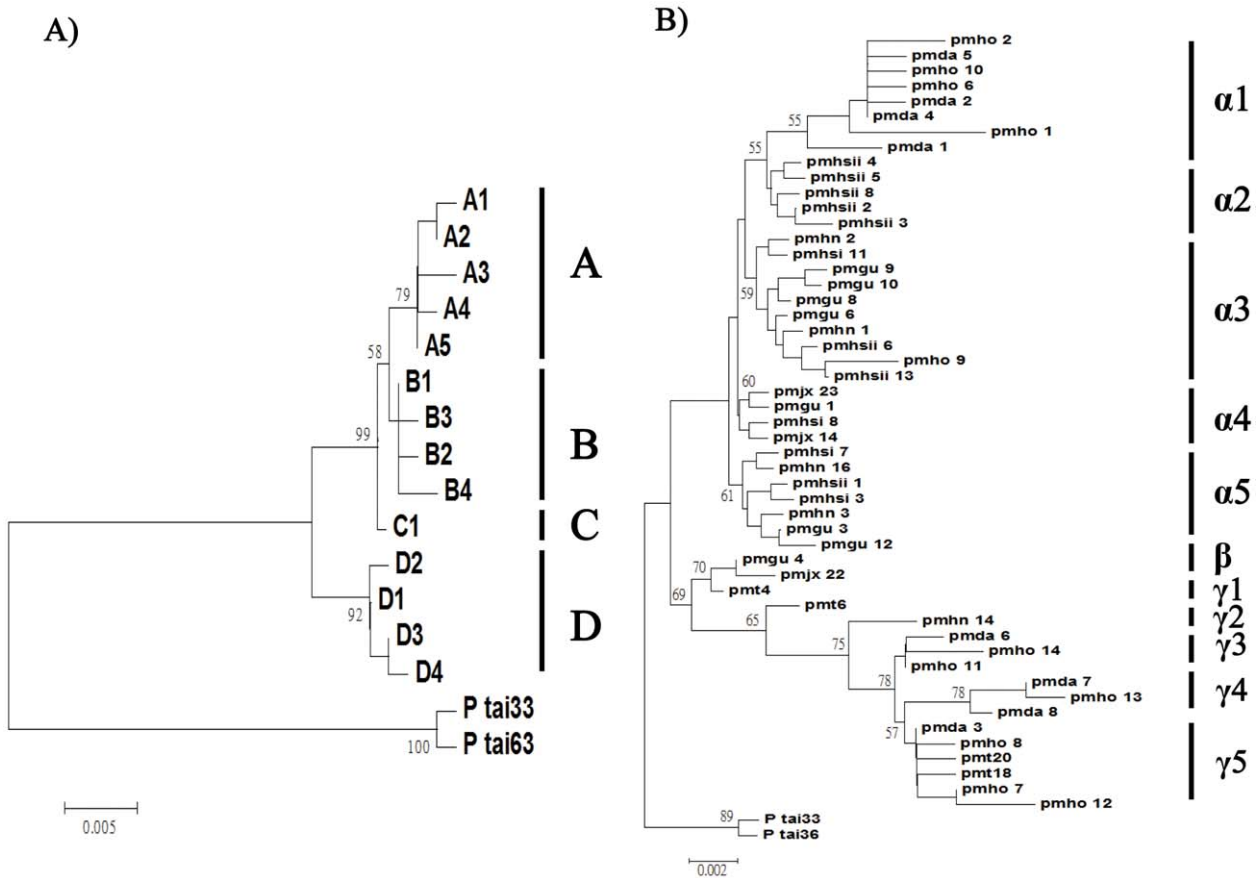 A)
A1
A2
A3
A4
A5
B1
B3
B2
B4
C1
D2
D1
D3
D4
P tai33
P tai63
79
58
99
92
100
A
B
C
D
0.005
B)
pmho 2
pmda 5
pmho 10
pmho 6
pmda 2
pmda 4
pmho 1
pmda 1
pmhsii 4
pmhsii 5
pmhsii 8
pmhsii 2
pmhsii 3
pmhn 2
pmhsi 11
pmgu 9
pmgu 10
pmgu 8
pmgu 6
pmhn 1
pmhsii 6
pmho 9
pmhsii 13
pmjx 23
pmgu 1
pmhsi 8
pmjx 14
pmhsi 7
pmhn 16
pmhsii 1
pmhsi 3
pmhn 3
pmgu 3
pmgu 12
pmgu 4
pmjx 22
pmt4
pmt6
pmhn 14
pmda 6
pmho 14
pmho 11
pmda 7
pmho 13
pmda 8
pmda 3
pmho 8
pmt20
pmt18
pmho 7
pmho 12
P tai33
P tai36
55
55
59
60
61
70
69
65
75
78
78
57
89
α1
α2
α3
α4
α5
β
γ1
γ2
γ3
γ4
γ5
0.002